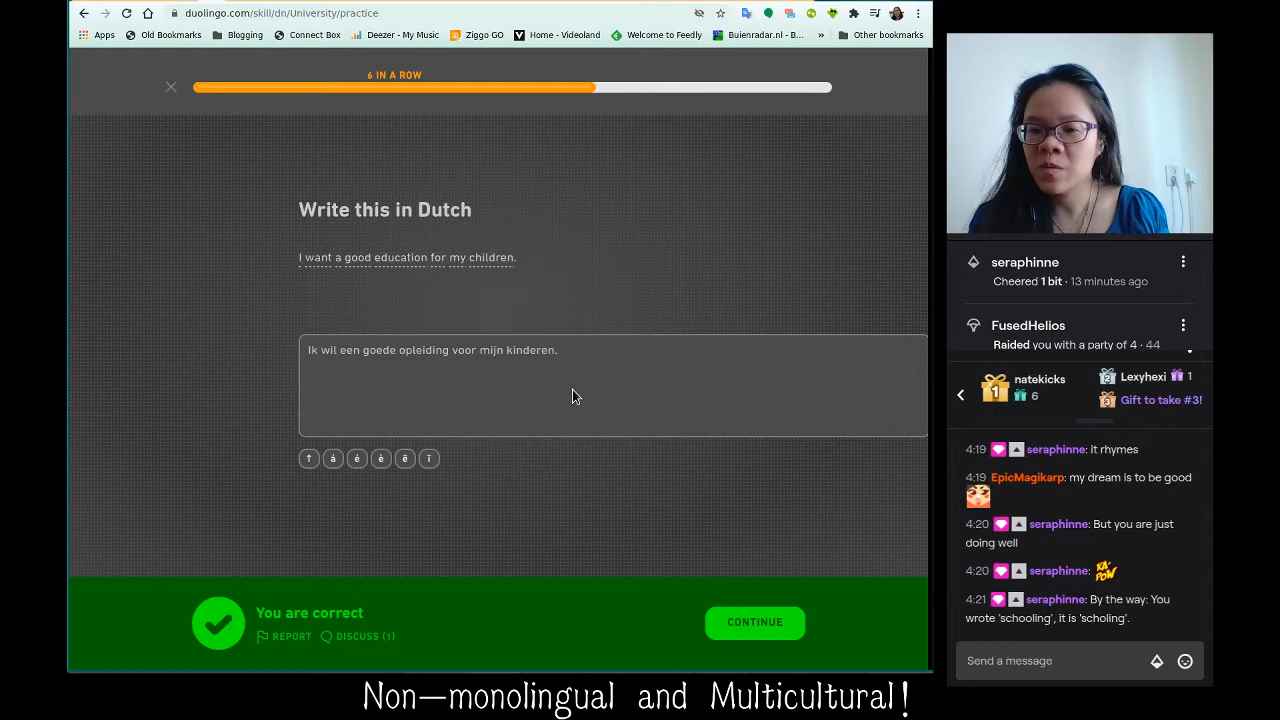 duolingo.com/skill/dn/University/practice
Apps Old Bookmarks Blogging Connect Box Deezer - My Music Ziggo GO Home - Videoland Welcome to Feedly Buienradar.nl - B... » Other bookmarks
6 IN A ROW
Write this in Dutch
I want a good education for my children.
Ik wil een goede opleiding voor mijn kinderen.
↑ á é è ë ï
You are correct
REPORT DISCUSS (1)
CONTINUE
seraphinne
Cheered 1 bit · 13 minutes ago
FusedHelios
Raided you with a party of 4 · 44
1 natekicks
6
2 Lexyhexi 1
3 Gift to take #3!
4:19 seraphinne: It rhymes
4:19 EpicMagikarp: my dream is to be good
4:20 seraphinne: But you are just
doing well
4:20 seraphinne: KA-
POW
4:21 seraphinne: By the way: You
wrote 'schooling', it is 'scholing'.
Send a message
Non-monolingual and Multicultural!